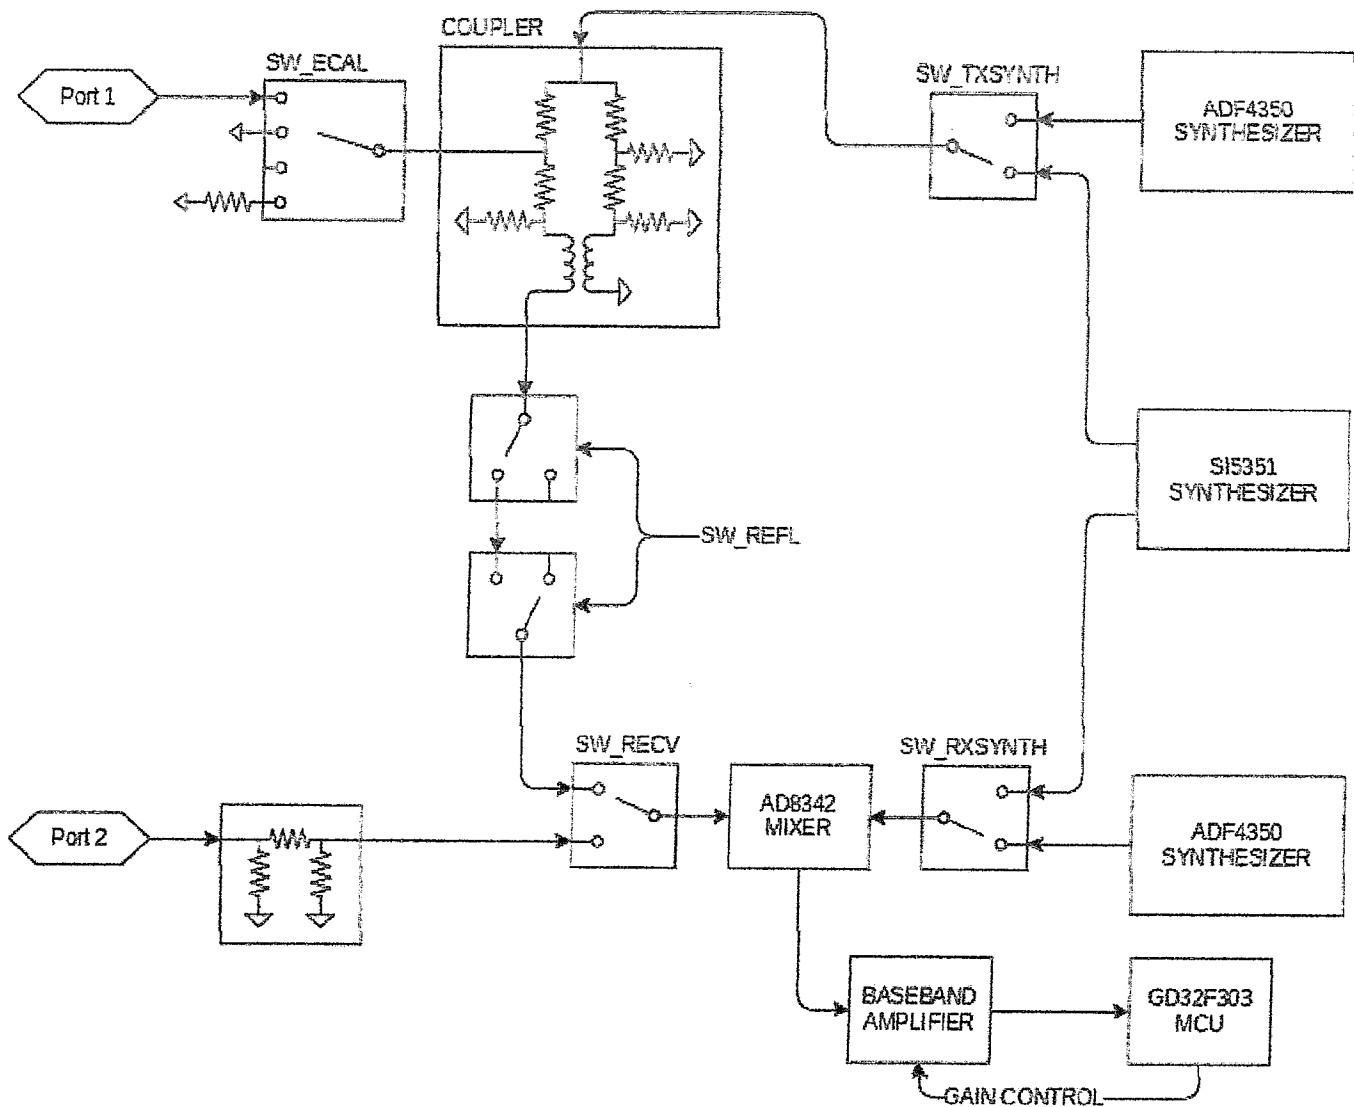 COUPLER
SW_ECAL
Port 1
SW_TXSYNTH
ADF4350
SYNTHESIZER
SI5351
SYNTHESIZER
SW_REFL
SW_RECV
SW_RXSYNTH
AD8342
MIXER
ADF4350
SYNTHESIZER
Port 2
BASEBAND
AMPLIFIER
GD32F303
MCU
GAIN CONTROL